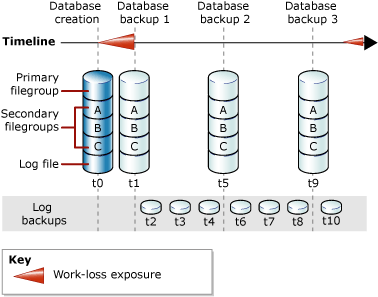 Database creation
Database backup 1
Database backup 2
Database backup 3
Timeline
Primary filegroup
Secondary filegroups
Log file
A
B
C
A
B
C
A
B
C
A
B
C
t0
t1
t5
t9
Log backups
t2
t3
t4
t6
t7
t8
t10
Key
Work-loss exposure